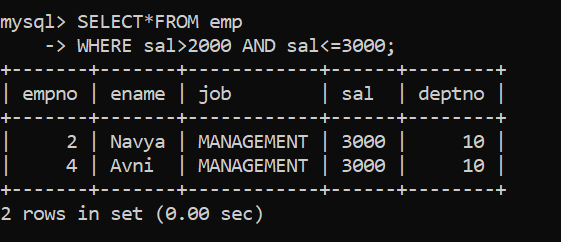 mysql> SELECT*FROM emp
    -> WHERE sal>2000 AND sal<=3000;
+-------+-------+------------+------+--------+
| empno | ename | job        | sal  | deptno |
+-------+-------+------------+------+--------+
|     2 | Navya | MANAGEMENT | 3000 |     10 |
|     4 | Avni  | MANAGEMENT | 3000 |     10 |
+-------+-------+------------+------+--------+
2 rows in set (0.00 sec)